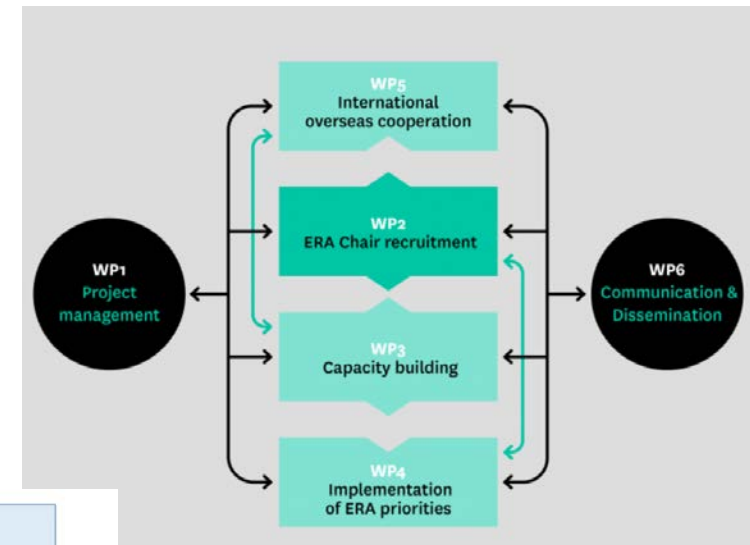 WP5
International
overseas cooperation
WP2
ERA Chair recruitment
WP1
Project
management
WP6
Communication &
Dissemination
WP3
Capacity building
WP4
Implementation
of ERA priorities